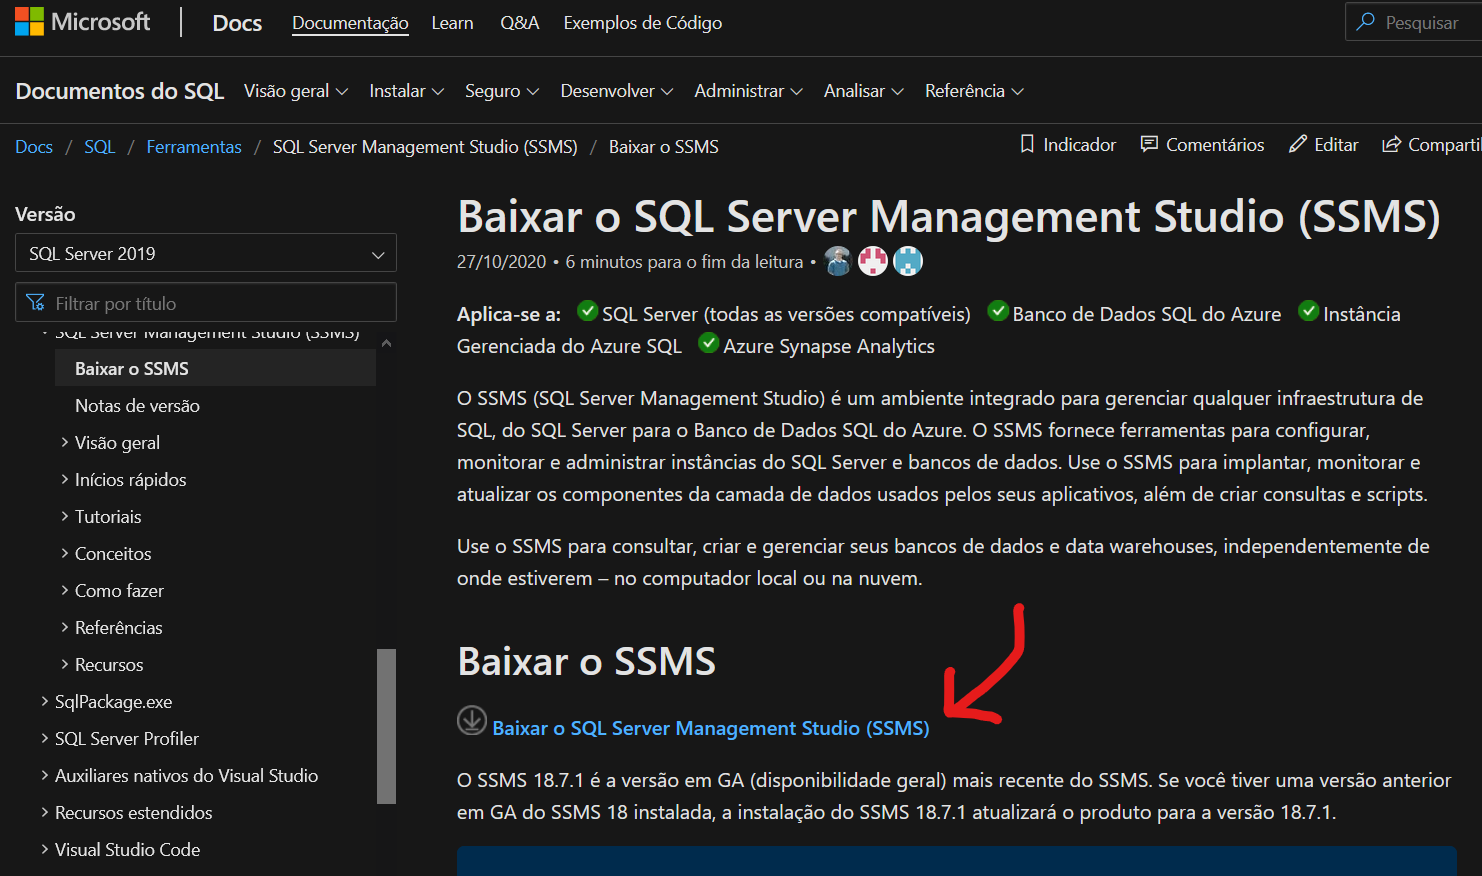 Microsoft Docs Documentação Learn Q&A Exemplos de Código Pesquisar
Documentos do SQL Visão geral Instalar Seguro Desenvolver Administrar Analisar Referência
Docs / SQL / Ferramentas / SQL Server Management Studio (SSMS) / Baixar o SSMS
Indicador Comentários Editar Compartil
Versão
SQL Server 2019
Filtrar por título
SQL Server Management Studio (SSMS)
Baixar o SSMS
Notas de versão
Visão geral
Inícios rápidos
Tutoriais
Conceitos
Como fazer
Referências
Recursos
SqlPackage.exe
SQL Server Profiler
Auxiliares nativos do Visual Studio
Recursos estendidos
Visual Studio Code
Baixar o SQL Server Management Studio (SSMS)
27/10/2020 • 6 minutos para o fim da leitura •
Aplica-se a: SQL Server (todas as versões compatíveis) Banco de Dados SQL do Azure Instância
Gerenciada do Azure SQL Azure Synapse Analytics
O SSMS (SQL Server Management Studio) é um ambiente integrado para gerenciar qualquer infraestrutura de
SQL, do SQL Server para o Banco de Dados SQL do Azure. O SSMS fornece ferramentas para configurar,
monitorar e administrar instâncias do SQL Server e bancos de dados. Use o SSMS para implantar, monitorar e
atualizar os componentes da camada de dados usados pelos seus aplicativos, além de criar consultas e scripts.
Use o SSMS para consultar, criar e gerenciar seus bancos de dados e data warehouses, independentemente de
onde estiverem – no computador local ou na nuvem.
Baixar o SSMS
Baixar o SQL Server Management Studio (SSMS)
O SSMS 18.7.1 é a versão em GA (disponibilidade geral) mais recente do SSMS. Se você tiver uma versão anterior
em GA do SSMS 18 instalada, a instalação do SSMS 18.7.1 atualizará o produto para a versão 18.7.1.